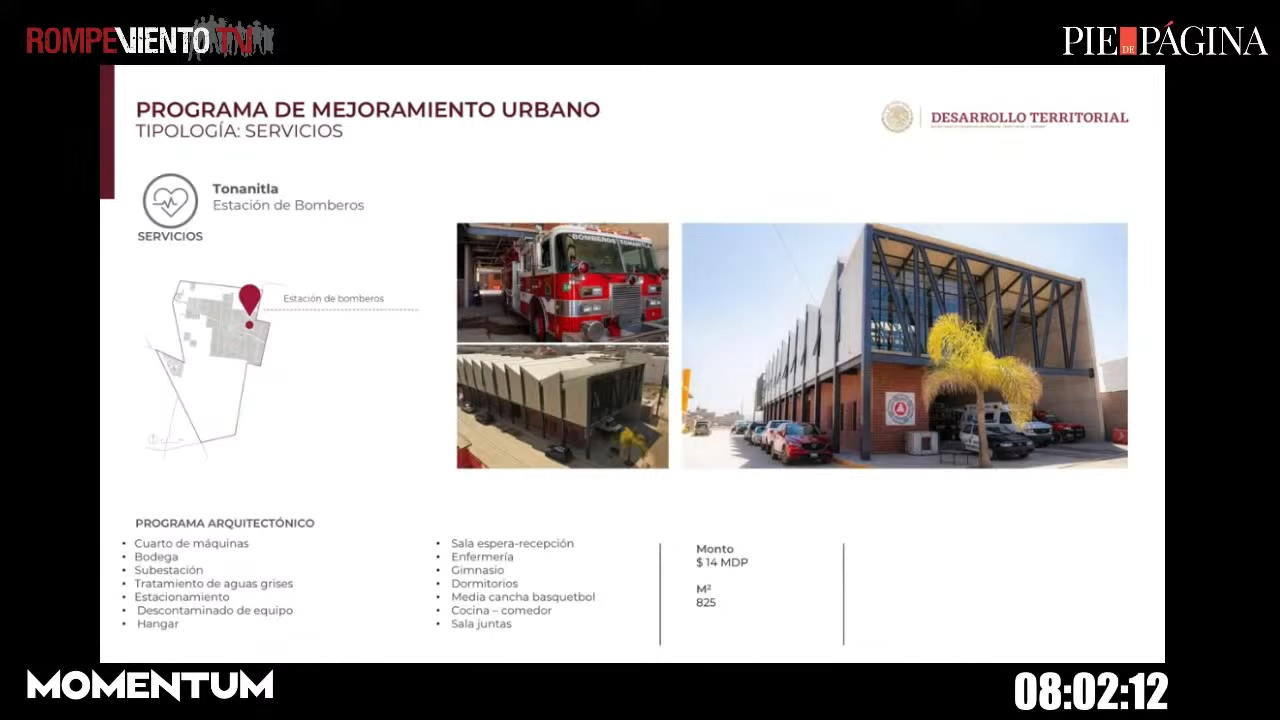 ROMPEVIENTO TV
PIE DE PÁGINA
PROGRAMA DE MEJORAMIENTO URBANO
TIPOLOGÍA: SERVICIOS
DESARROLLO TERRITORIAL
Tonanitla
Estación de Bomberos
SERVICIOS
BOMBEROS TONANITLA
Estación de bomberos
PROGRAMA ARQUITECTÓNICO
• Cuarto de máquinas
• Bodega
• Subestación
• Tratamiento de aguas grises
• Estacionamiento
• Descontaminado de equipo
• Hangar
• Sala espera-recepción
• Enfermería
• Gimnasio
• Dormitorios
• Media cancha basquetbol
• Cocina – comedor
• Sala juntas
Monto
$ 14 MDP
M²
825
MOMENTUM
08:02:12